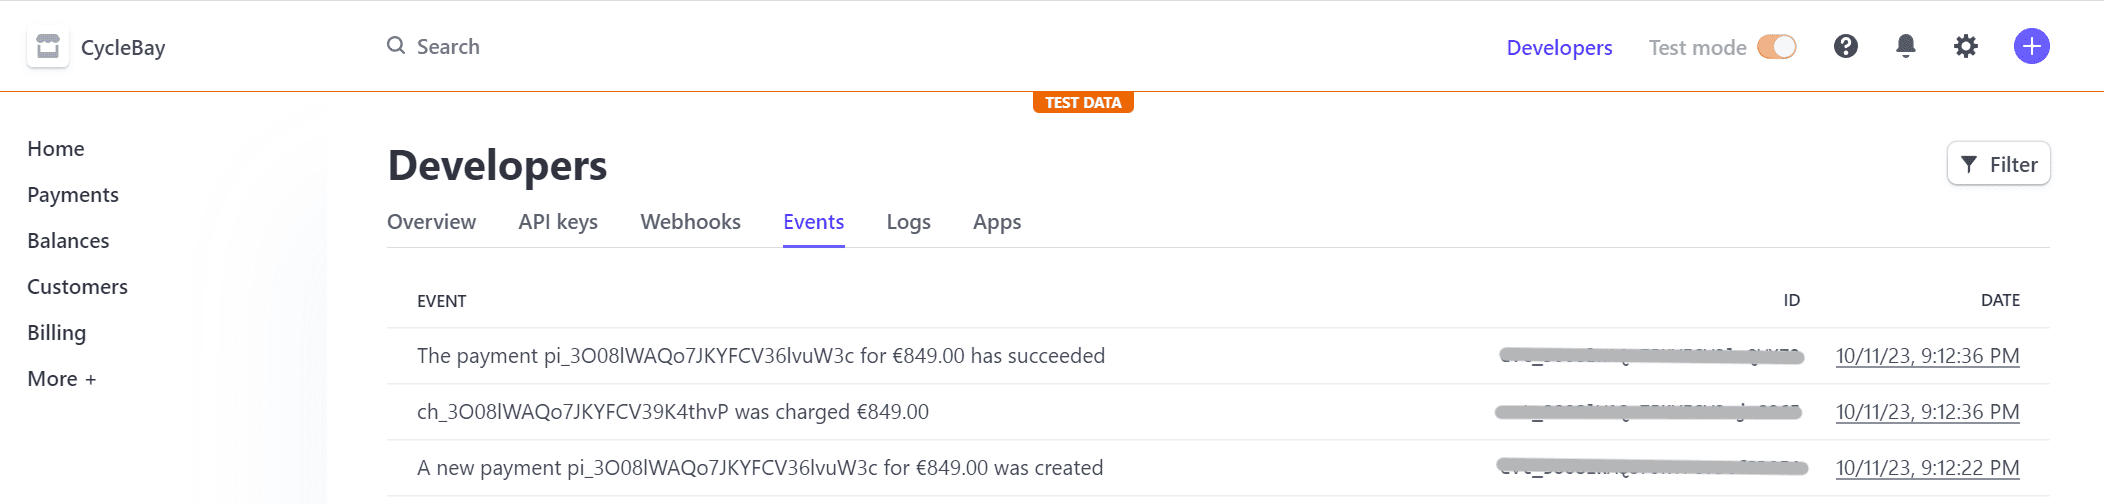 CycleBay
Search
Developers
Test mode
TEST DATA
Home
Payments
Balances
Customers
Billing
More +
Developers
Filter
Overview API keys Webhooks Events Logs Apps
EVENT ID DATE
The payment pi_3O08lWAQo7JKYFCV36lvuW3c for €849.00 has succeeded 10/11/23, 9:12:36 PM
ch_3O08lWAQo7JKYFCV39K4thvP was charged €849.00 10/11/23, 9:12:36 PM
A new payment pi_3O08lWAQo7JKYFCV36lvuW3c for €849.00 was created 10/11/23, 9:12:22 PM